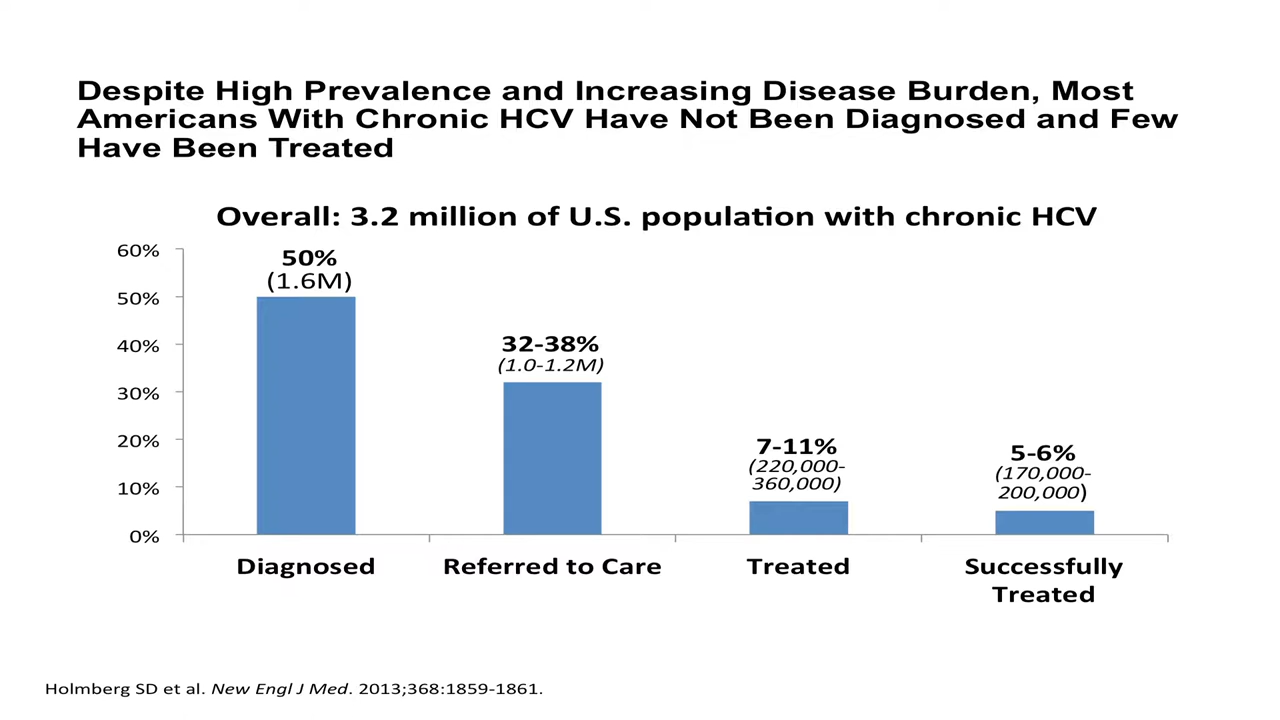 Despite High Prevalence and Increasing Disease Burden, Most
Americans With Chronic HCV Have Not Been Diagnosed and Few
Have Been Treated
Overall: 3.2 million of U.S. population with chronic HCV
60%
50%
40%
30%
20%
10%
0%
50%
(1.6M)
32-38%
(1.0-1.2M)
7-11%
(220,000-
360,000)
5-6%
(170,000-
200,000)
Diagnosed
Referred to Care
Treated
Successfully
Treated
Holmberg SD et al. New Engl J Med. 2013;368:1859-1861.